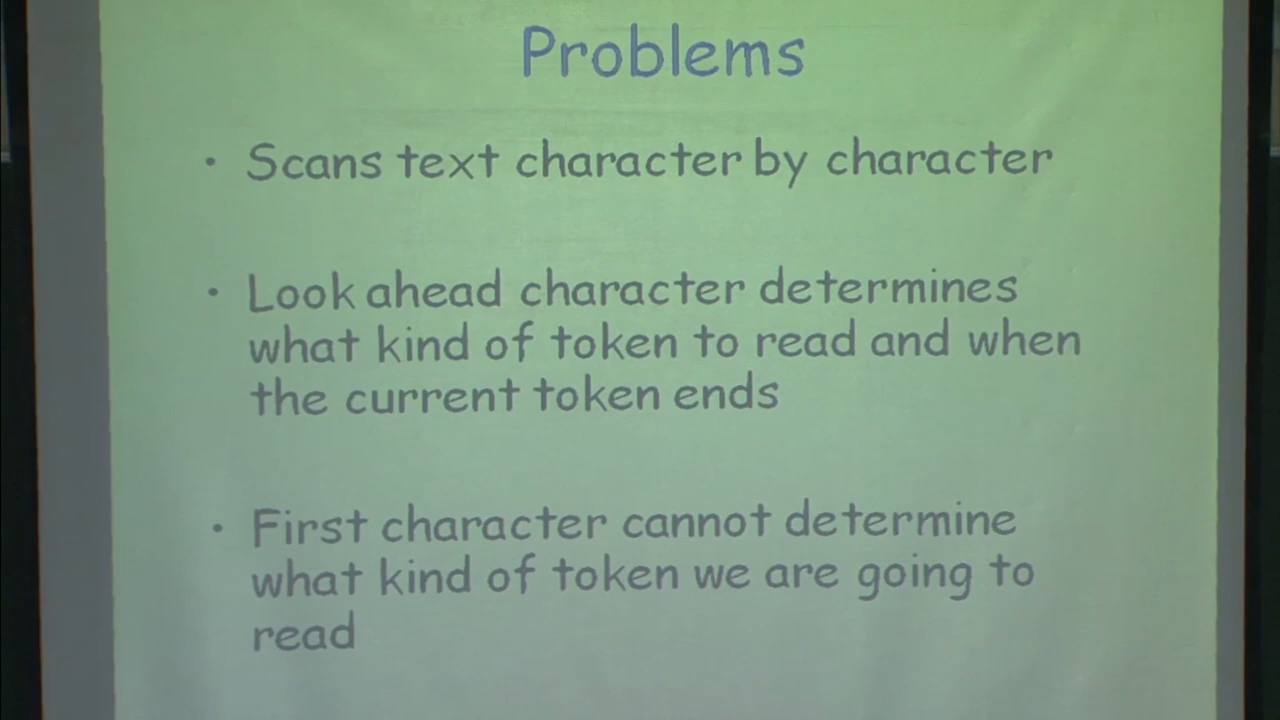 Problems
• Scans text character by character
• Look ahead character determines
what kind of token to read and when
the current token ends
• First character cannot determine
what kind of token we are going to
read